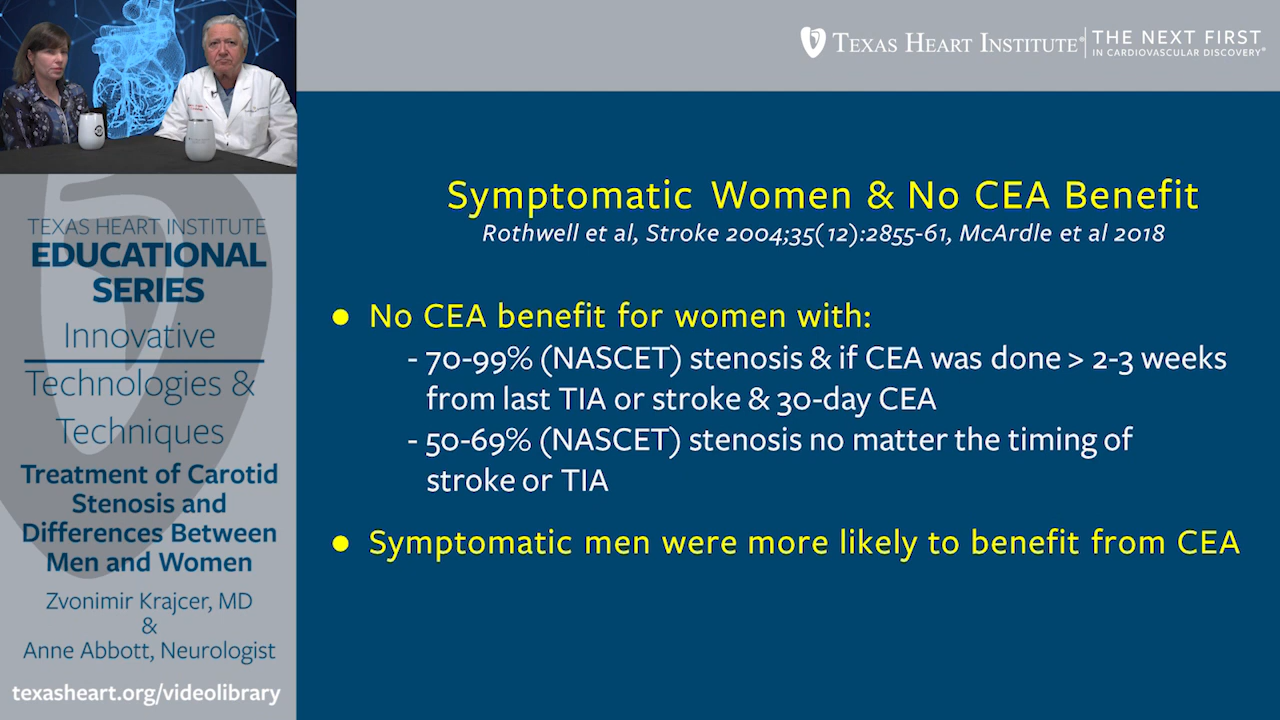 TEXAS HEART INSTITUTE®
THE NEXT FIRST
IN CARDIOVASCULAR DISCOVERY®
TEXAS HEART INSTITUTE
EDUCATIONAL
SERIES
Innovative
Technologies &
Techniques
Treatment of Carotid
Stenosis and
Differences Between
Men and Women
Zvonimir Krajcer, MD
&
Anne Abbott, Neurologist
texasheart.org/videolibrary
Symptomatic Women & No CEA Benefit
Rothwell et al, Stroke 2004;35(12):2855-61, McArdle et al 2018
● No CEA benefit for women with:
- 70-99% (NASCET) stenosis & if CEA was done > 2-3 weeks
from last TIA or stroke & 30-day CEA
- 50-69% (NASCET) stenosis no matter the timing of
stroke or TIA
● Symptomatic men were more likely to benefit from CEA